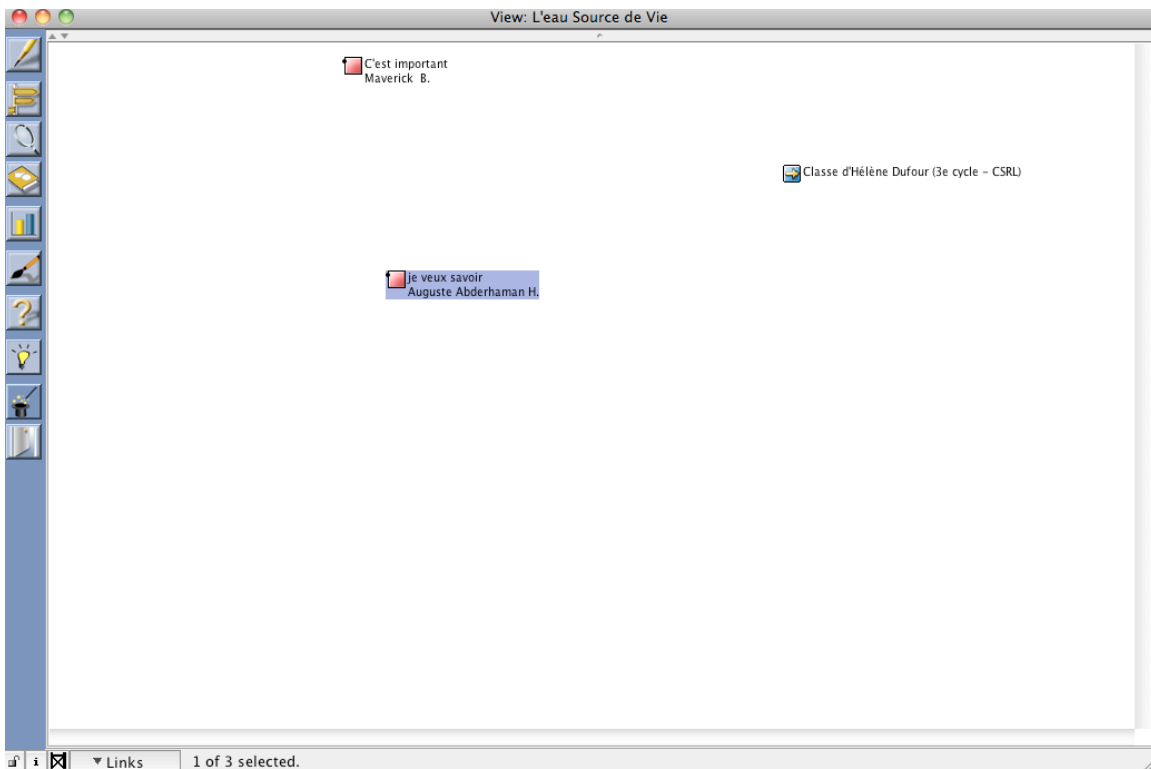 View: L'eau Source de Vie
C'est important
Maverick B.
Classe d'Hélène Dufour (3e cycle - CSRL)
je veux savoir
Auguste Abderhaman H.
Links
1 of 3 selected.